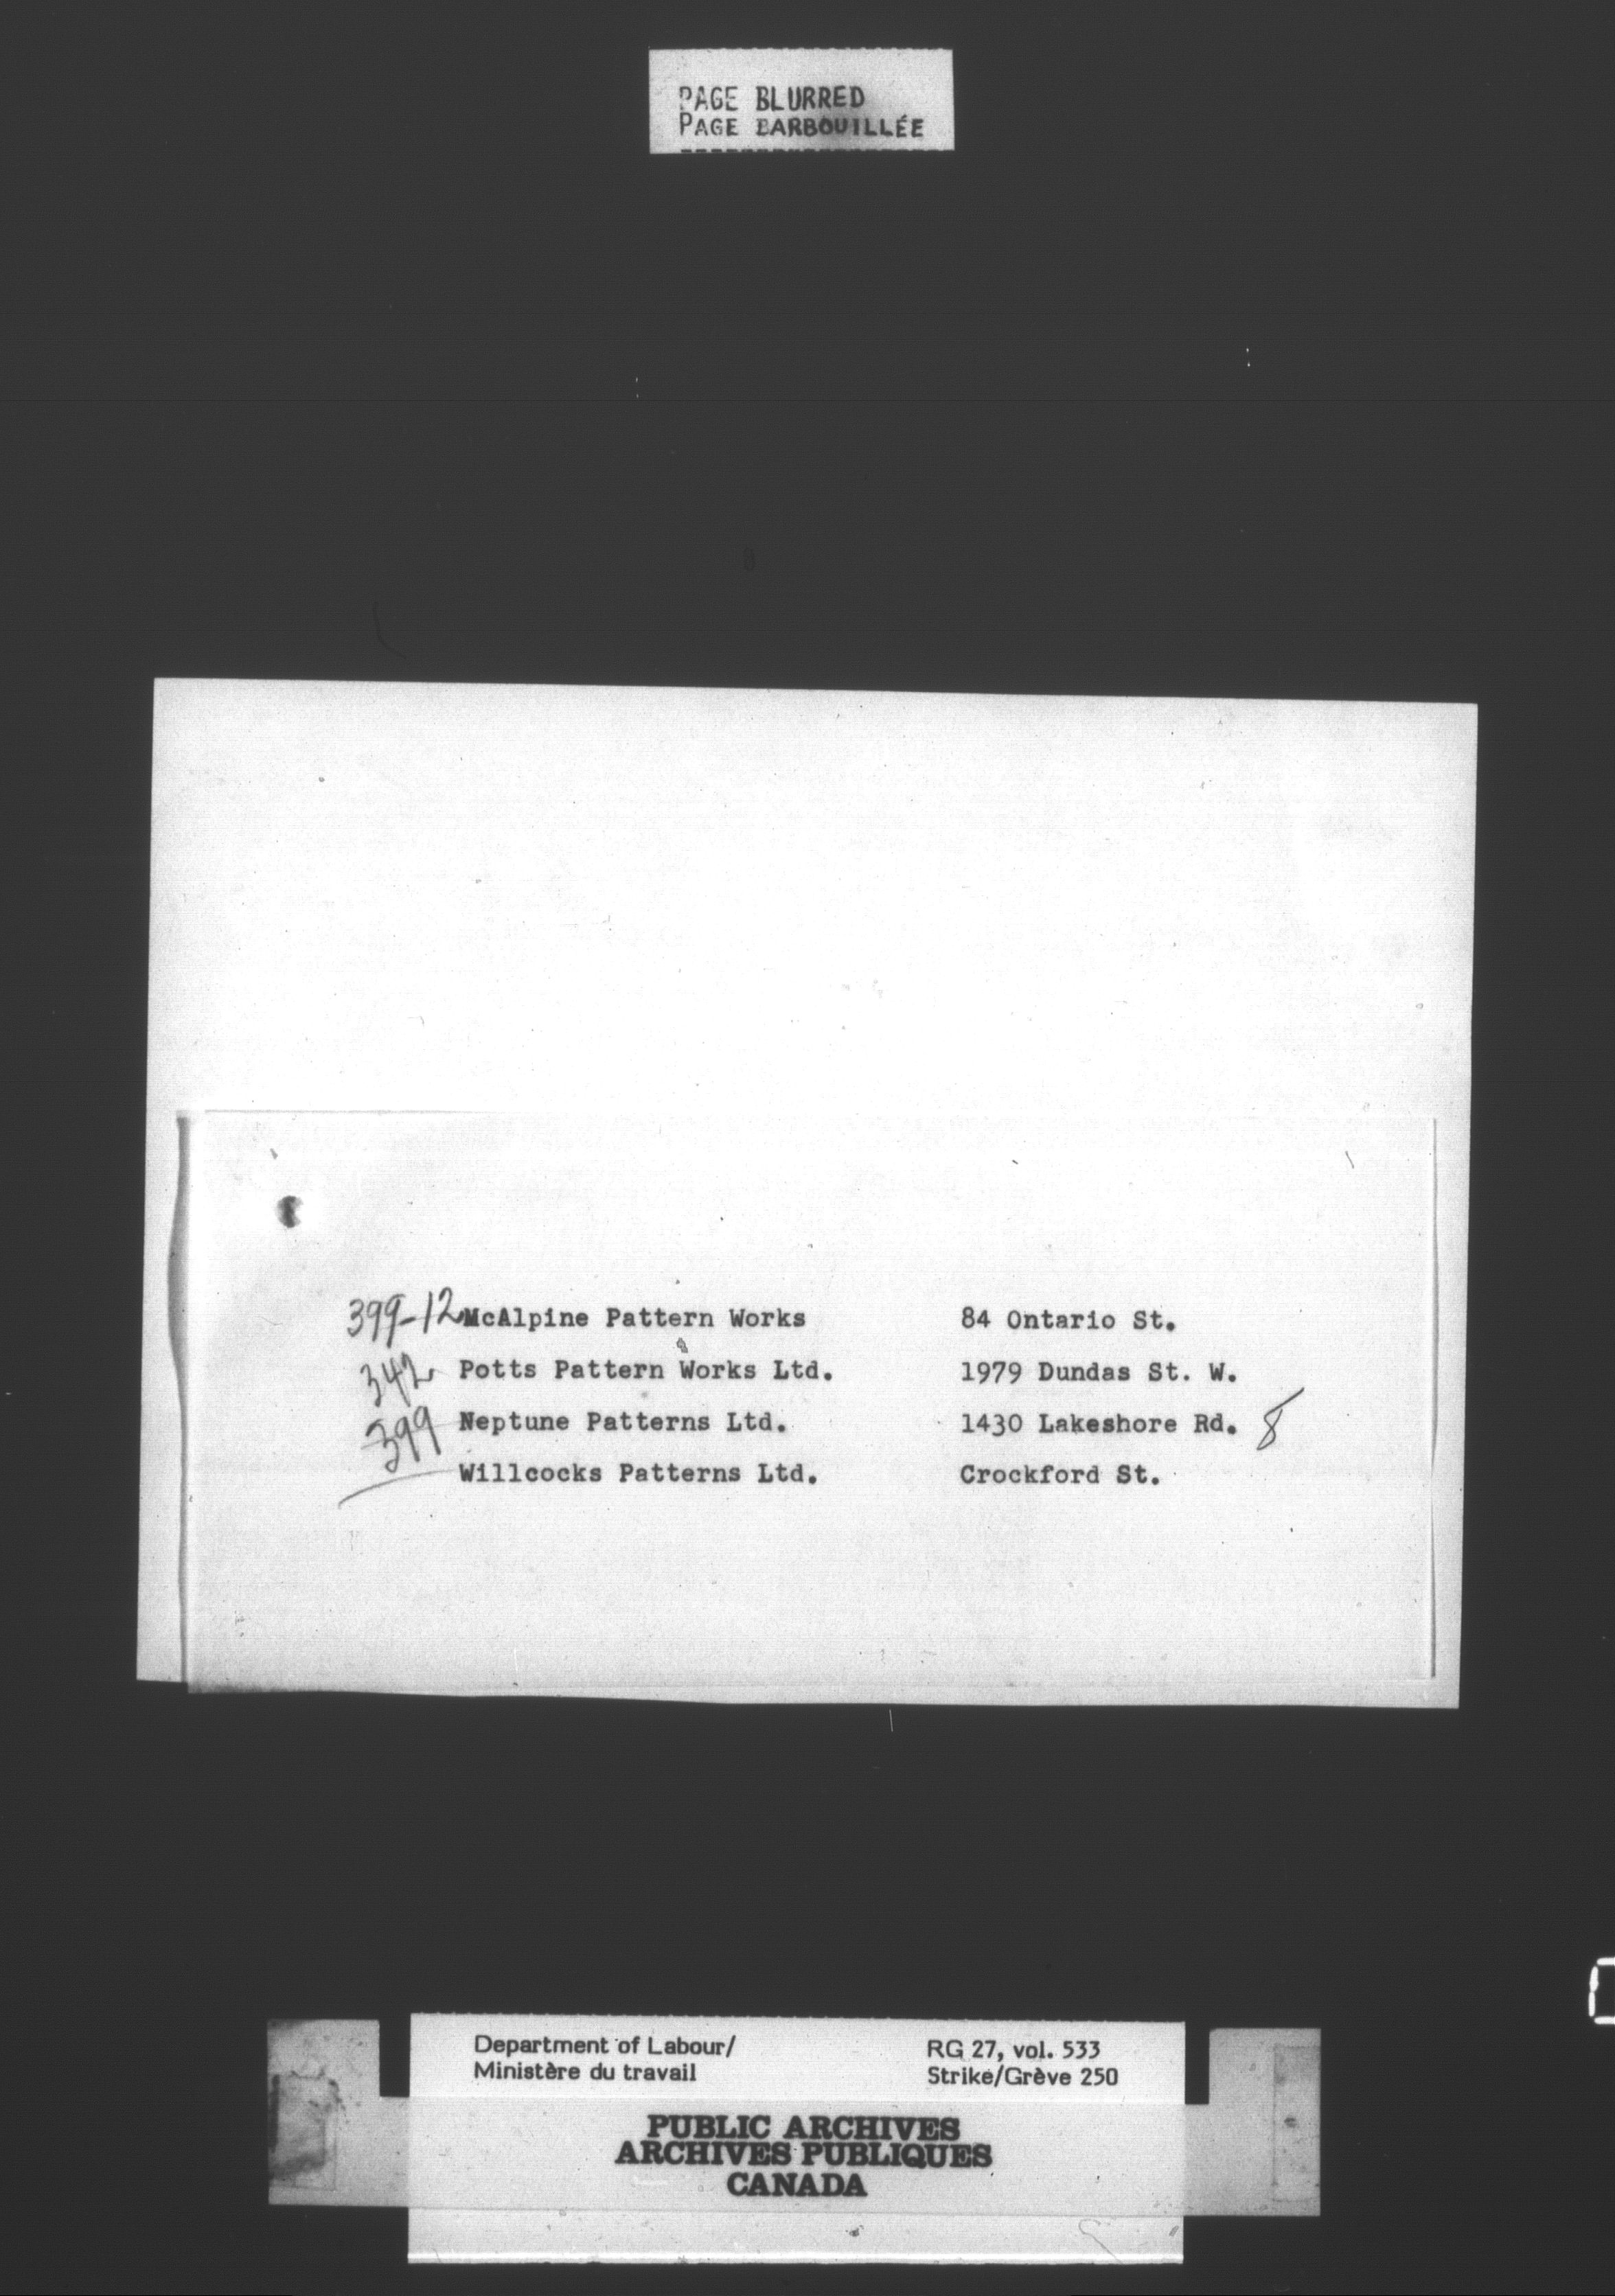 PAGE BLURRED
PAGE BARBOUILLÉE
399-12 McAlpine Pattern Works 84 Ontario St.
342 Potts Pattern Works Ltd. 1979 Dundas St. W.
399 Neptune Patterns Ltd. 1430 Lakeshore Rd. 8
Willcocks Patterns Ltd. Crockford St.
Department of Labour/ RG 27, vol. 533
Ministère du travail Strike/Grève 250
PUBLIC ARCHIVES
ARCHIVES PUBLIQUES
CANADA